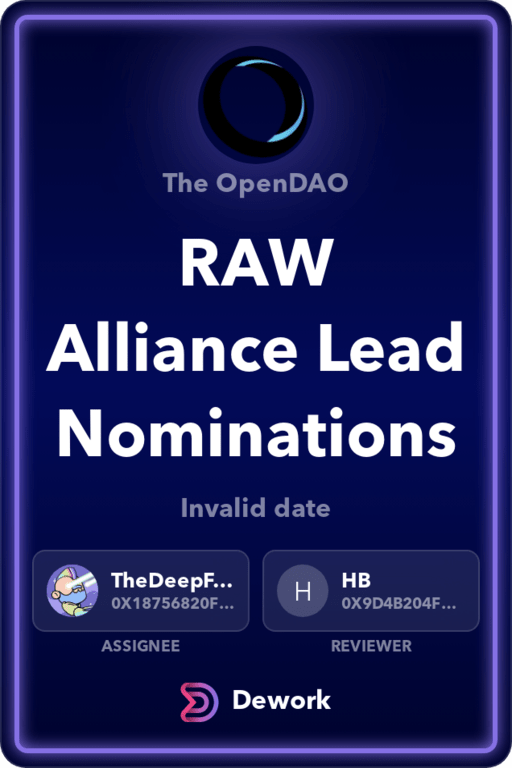 The OpenDAO
RAW
Alliance Lead
Nominations
Invalid date
TheDeepF...
0X18756820F...
ASSIGNEE
H
HB
0X9D4B204F...
REVIEWER
Dework